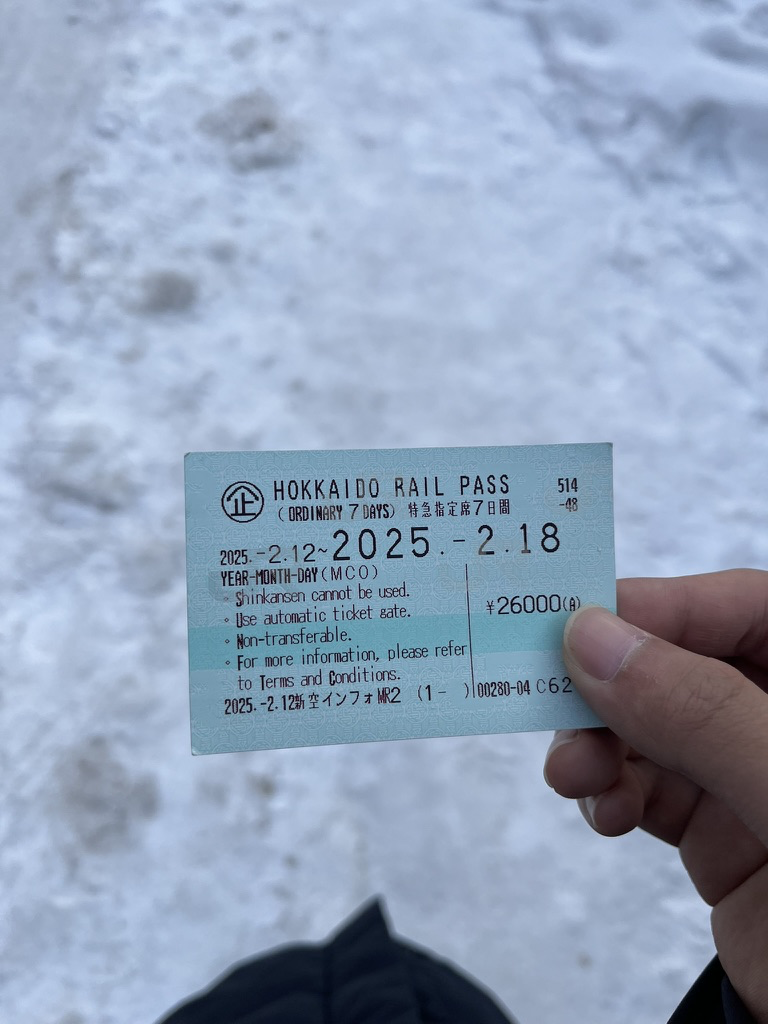 企 HOKKAIDO RAIL PASS 514
(ORDINARY 7 DAYS) 特急指定席7日間 -48
2025.-2.12~2025.-2.18
YEAR-MONTH-DAY(MCO)
◦ Shinkansen cannot be used.
◦ Use automatic ticket gate.
¥26000(A)
◦ Non-transferable.
◦ For more information, please refer
to Terms and Conditions.
2025.-2.12新空インフォMR2 (1- )00280-04 C62